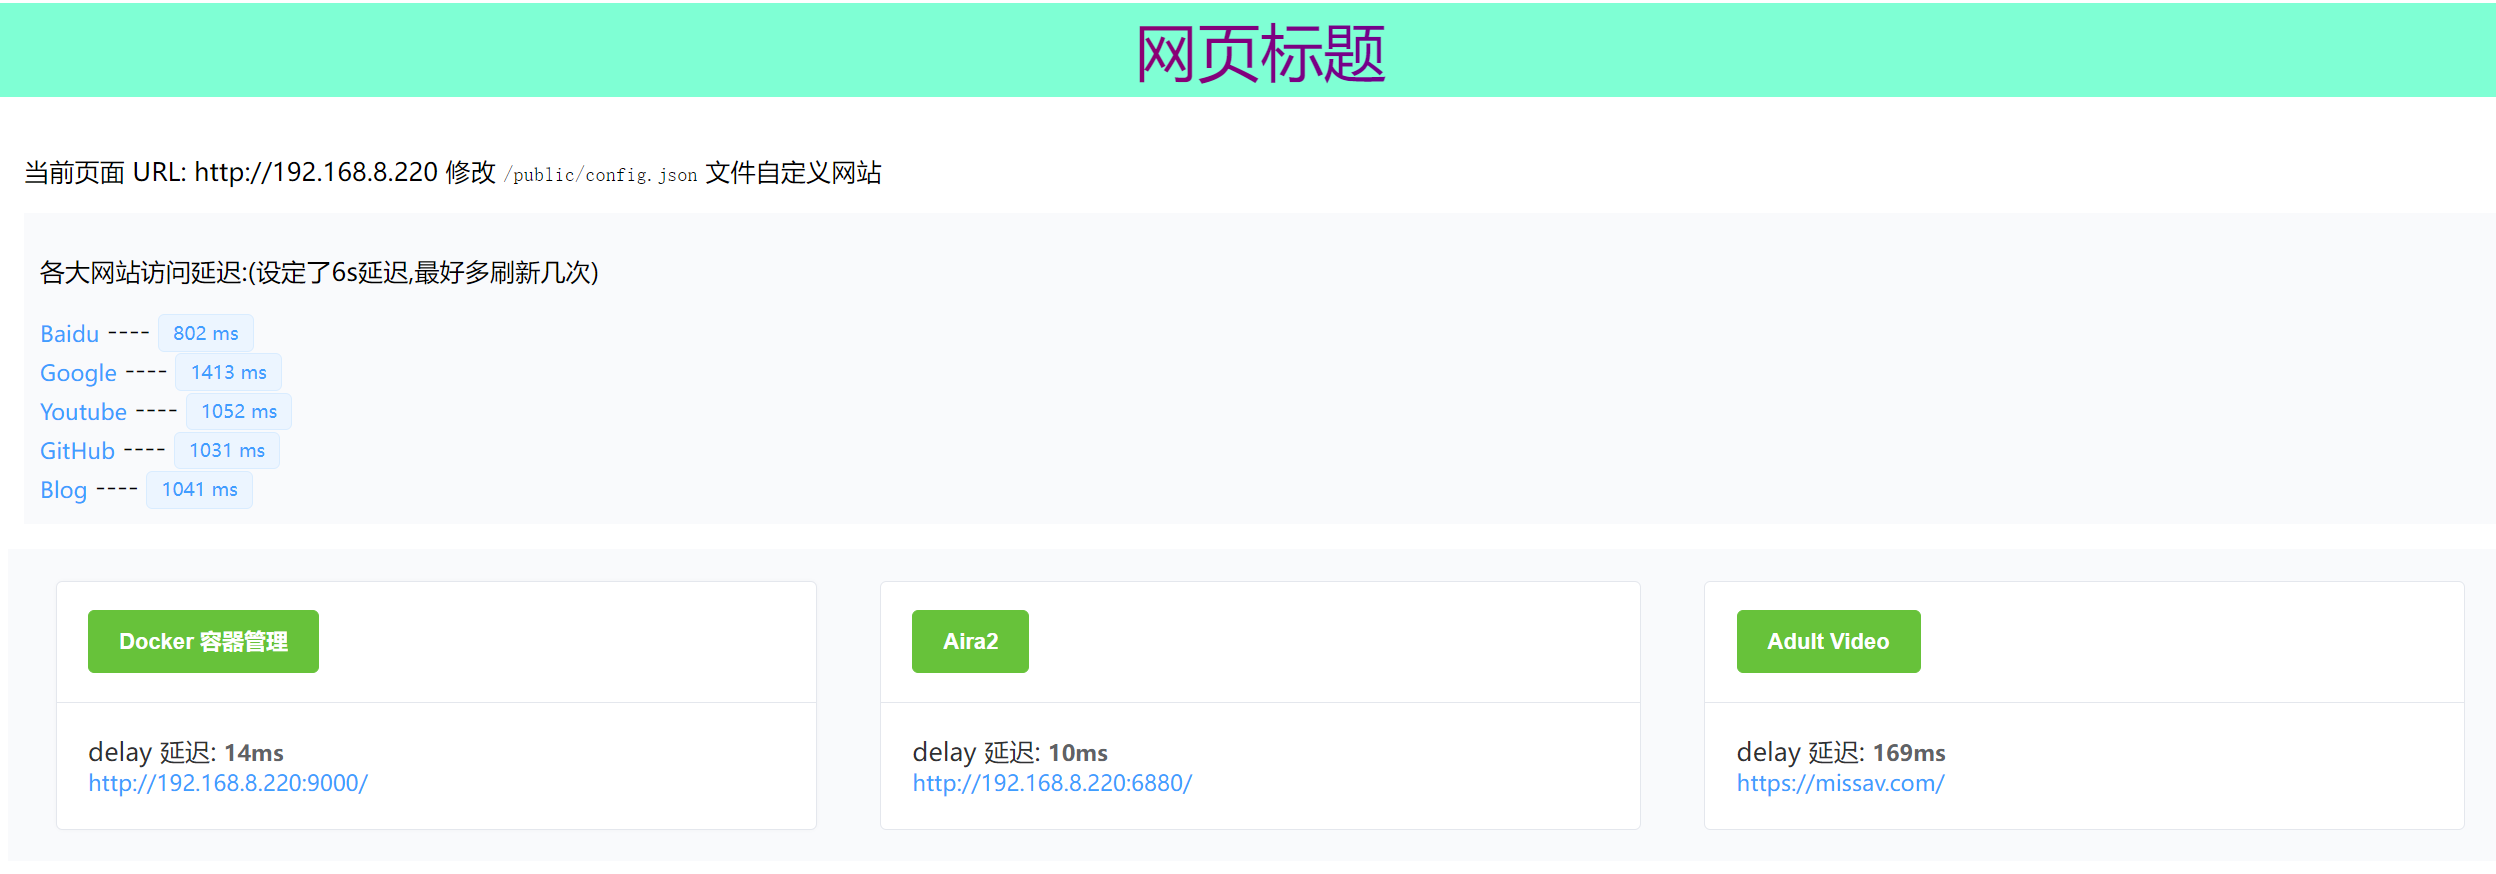 网页标题
当前页面 URL: http://192.168.8.220 修改 /public/config.json 文件自定义网站
各大网站访问延迟:(设定了6s延迟,最好多刷新几次)
Baidu ---- 802 ms
Google ---- 1413 ms
Youtube ---- 1052 ms
GitHub ---- 1031 ms
Blog ---- 1041 ms
Docker 容器管理
delay 延迟: 14ms
http://192.168.8.220:9000/
Aira2
delay 延迟: 10ms
http://192.168.8.220:6880/
Adult Video
delay 延迟: 169ms
https://missav.com/